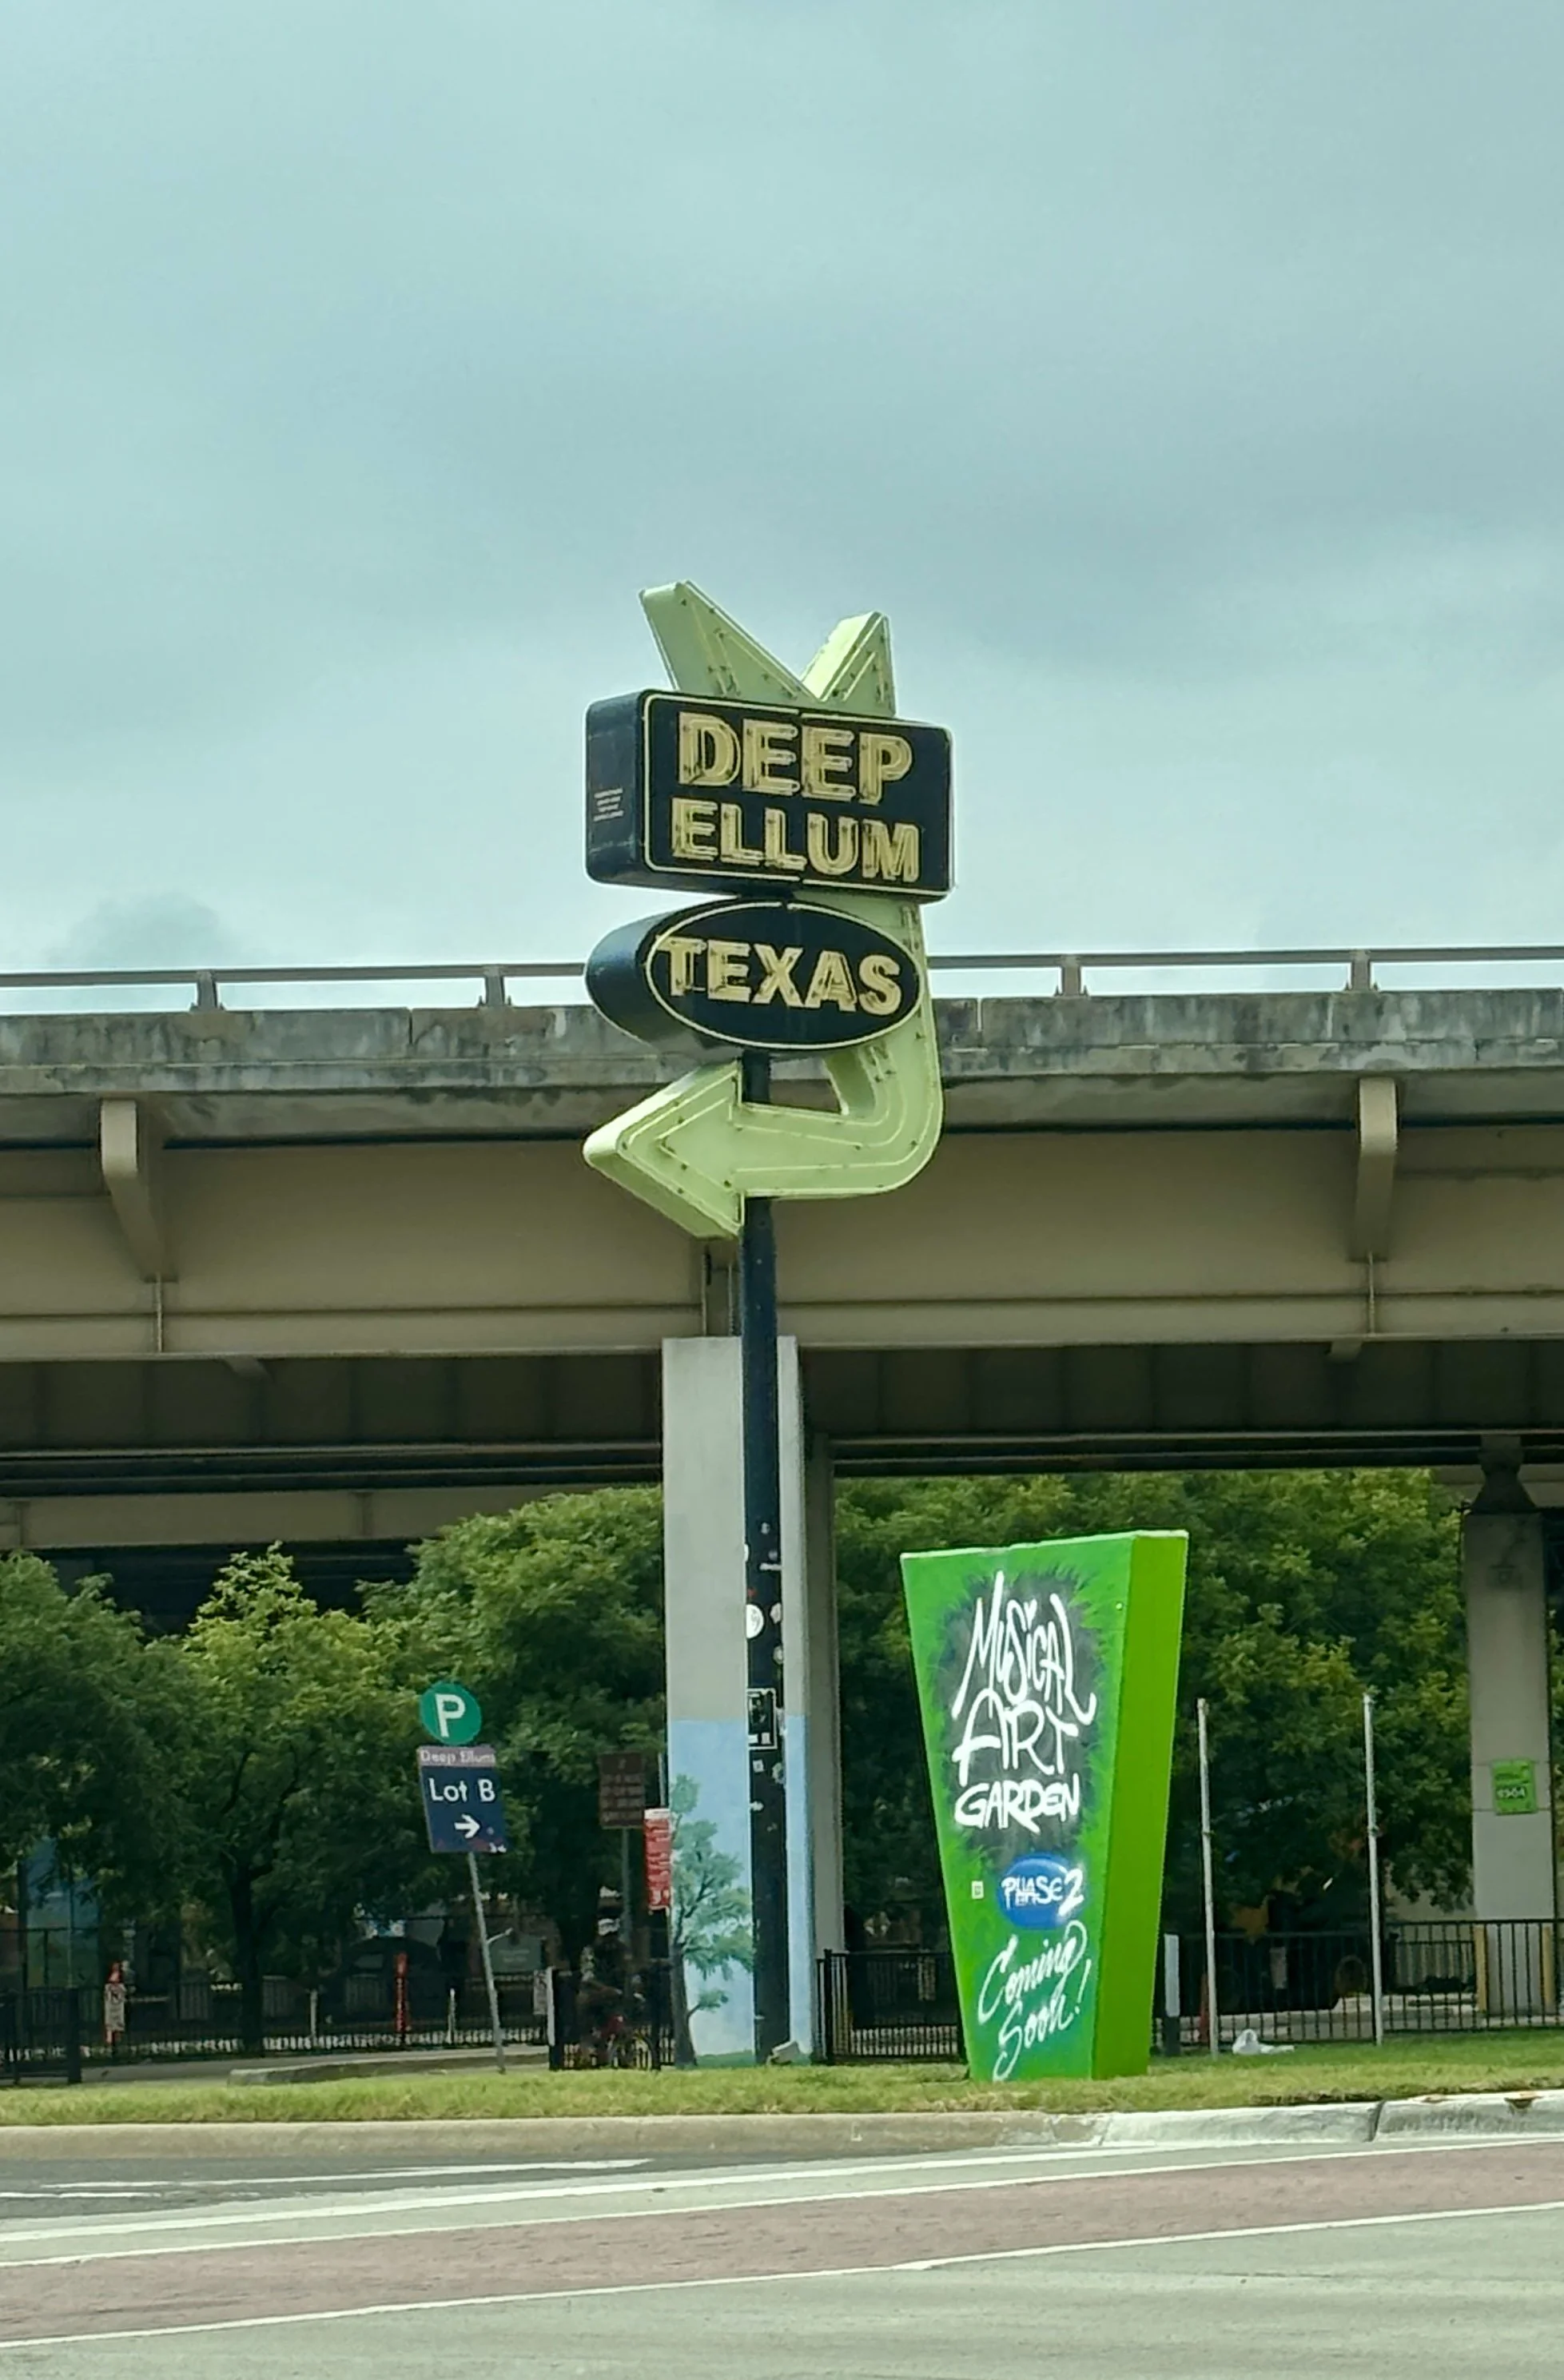 DEEP
ELLUM
TEXAS
P
Deep Ellum
Lot B
MUSICAL
ART
GARDEN
PHASE 2
Coming
Soon!